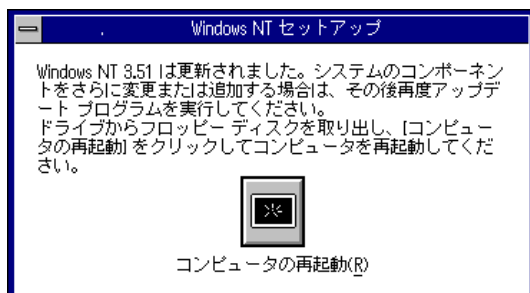 Windows NT セットアップ
Windows NT 3.51 は更新されました。システムのコンポーネン
トをさらに変更または追加する場合は、その後再度アップデ
ート プログラムを実行してください。
ドライブからフロッピー ディスクを取り出し、[コンピュー
タの再起動] をクリックしてコンピュータを再起動してくだ
さい。
コンピュータの再起動(R)